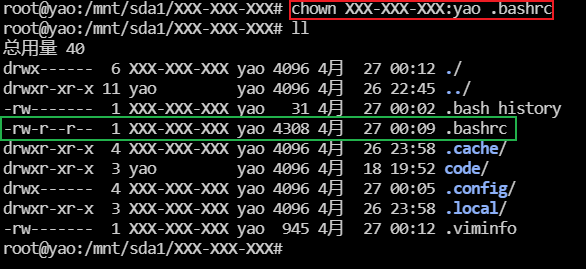 root@yao:/mnt/sda1/XXX-XXX-XXX# chown XXX-XXX-XXX:yao .bashrc
root@yao:/mnt/sda1/XXX-XXX-XXX# ll
总用量 40
drwx------  6 XXX-XXX-XXX yao 4096 4月  27 00:12 ./
drwxr-xr-x 11 yao         yao 4096 4月  26 22:45 ../
-rw-------  1 XXX-XXX-XXX yao   31 4月  27 00:02 .bash_history
-rw-r--r--  1 XXX-XXX-XXX yao 4308 4月  27 00:09 .bashrc
drwxr-xr-x  4 XXX-XXX-XXX yao 4096 4月  26 23:58 .cache/
drwxr-xr-x  3 yao         yao 4096 4月  18 19:52 code/
drwx------  4 XXX-XXX-XXX yao 4096 4月  27 00:05 .config/
drwxr-xr-x  3 XXX-XXX-XXX yao 4096 4月  26 23:58 .local/
-rw-------  1 XXX-XXX-XXX yao  945 4月  27 00:09 .viminfo
root@yao:/mnt/sda1/XXX-XXX-XXX#